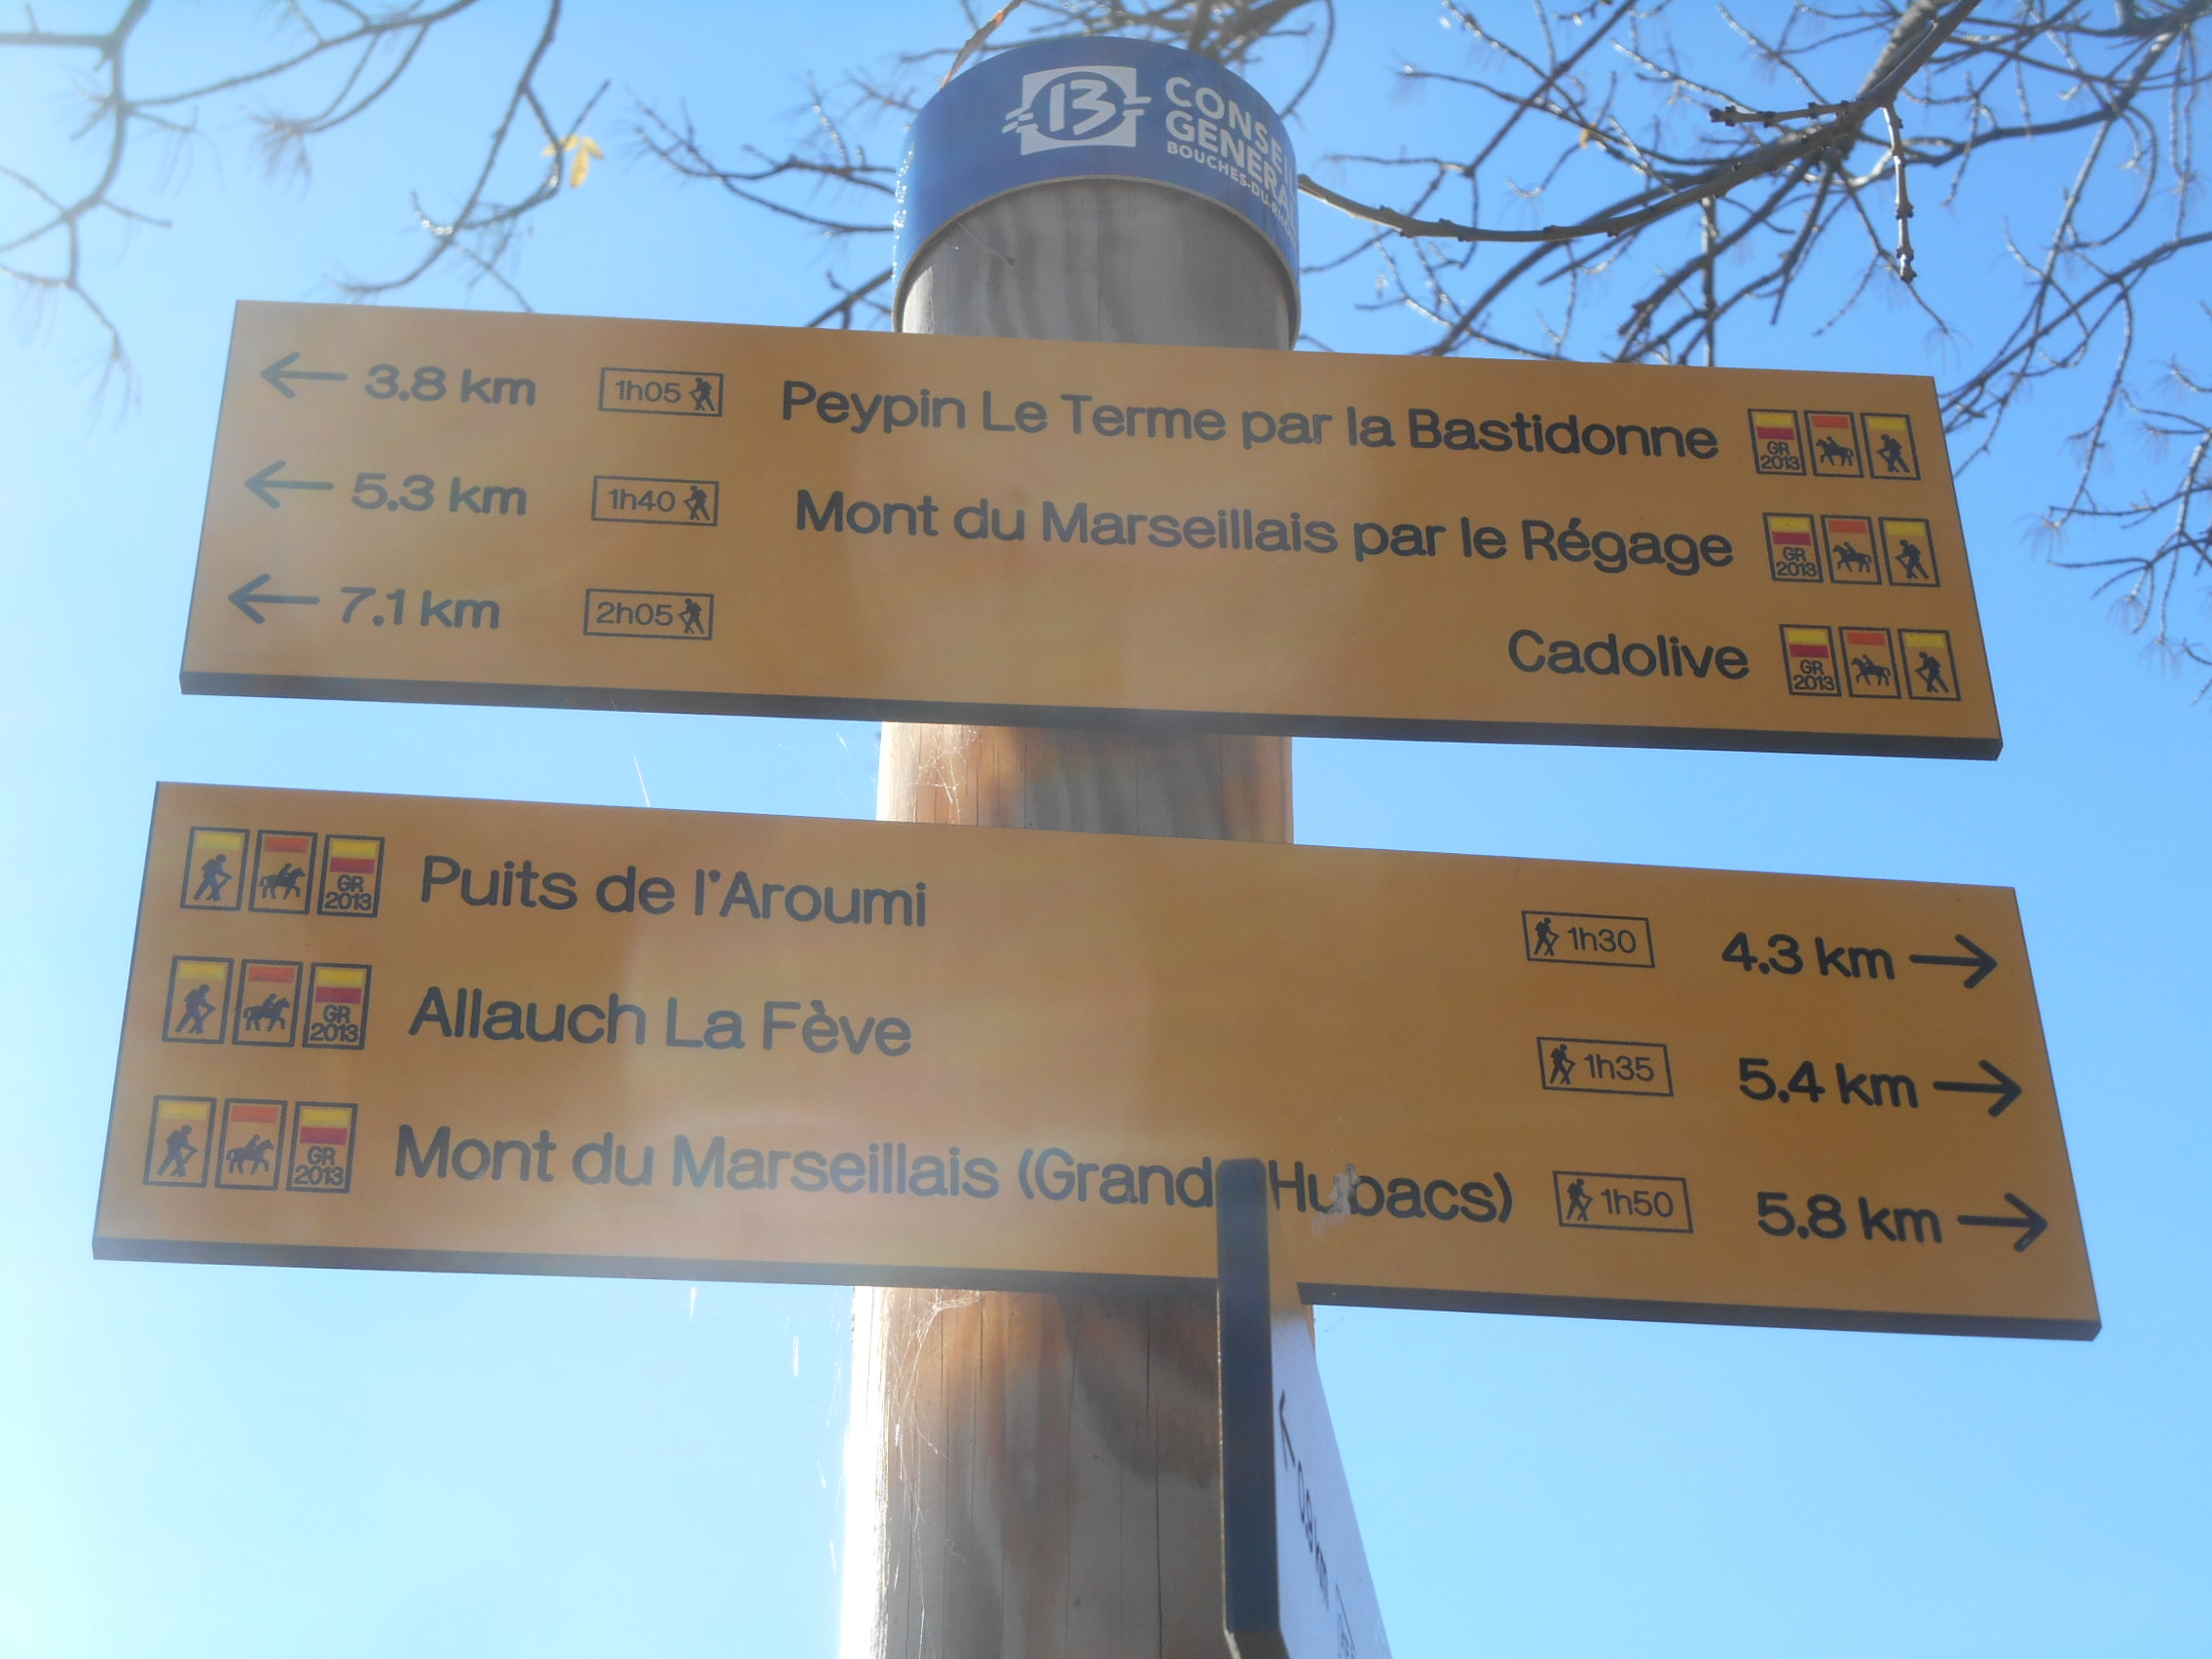 13 CONSEIL
GENERAL
BOUCHES-DU-RHÔNE
← 3.8 km 1h05 Peypin Le Terme par la Bastidonne GR 2013
← 5.3 km 1h40 Mont du Marseillais par le Régage GR 2013
← 7.1 km 2h05 Cadolive GR 2013
GR 2013 Puits de l'Aroumi 1h30 4.3 km →
GR 2013 Allauch La Fève 1h35 5.4 km →
GR 2013 Mont du Marseillais (Grand Hubacs) 1h50 5.8 km →